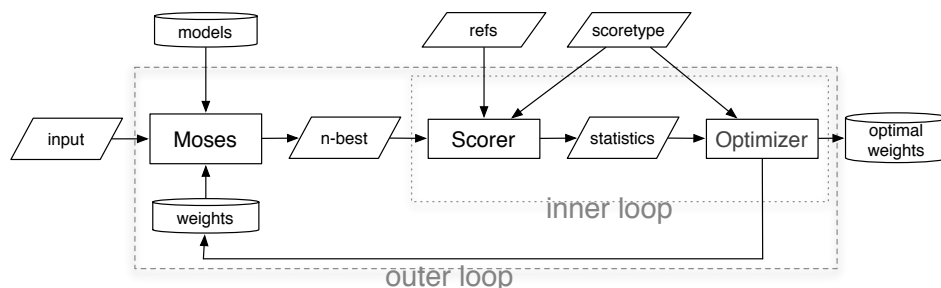 models
refs
scoretype
input
Moses
n-best
Scorer
statistics
Optimizer
optimal
weights
weights
inner loop
outer loop